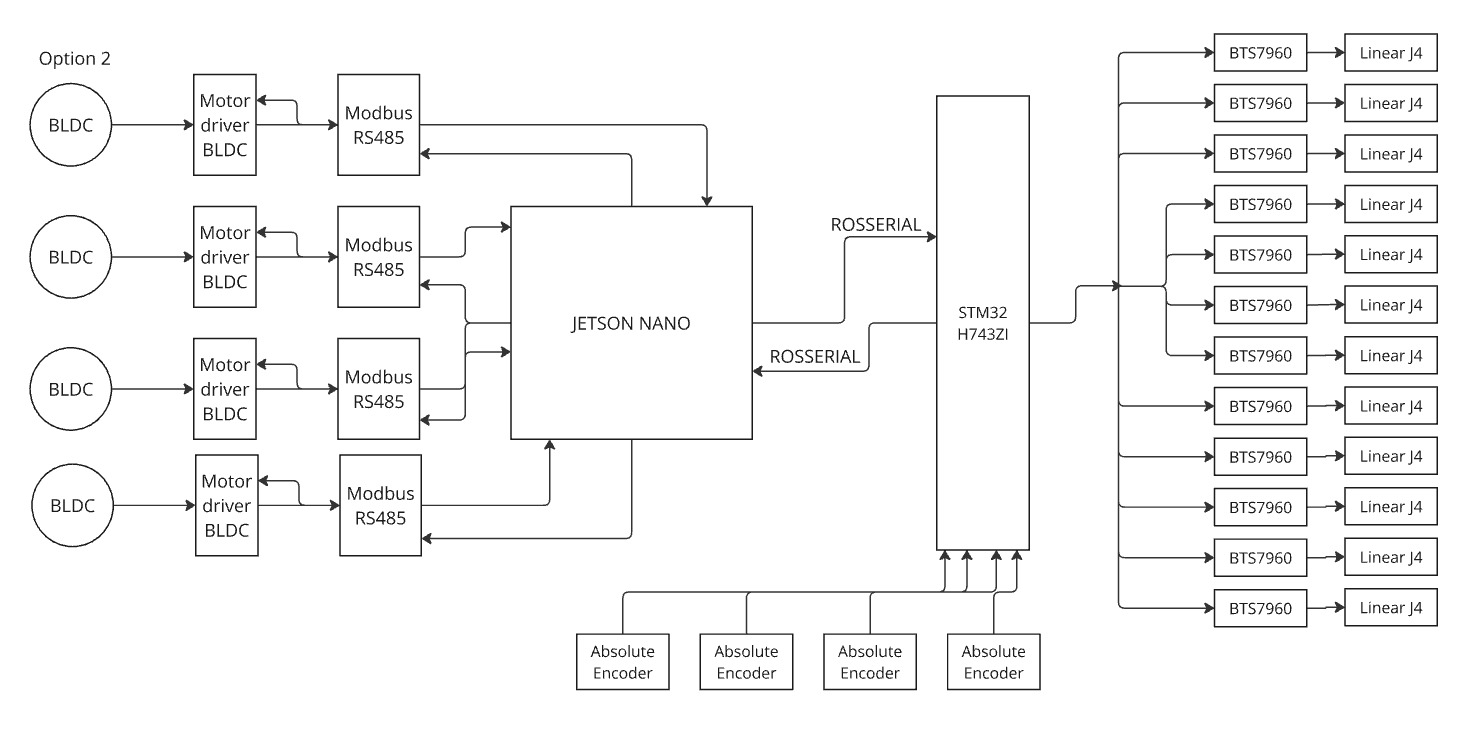 Option 2
BLDC
Motor
driver
BLDC
Modbus
RS485
BLDC
Motor
driver
BLDC
Modbus
RS485
BLDC
Motor
driver
BLDC
Modbus
RS485
BLDC
Motor
driver
BLDC
Modbus
RS485
JETSON NANO
ROSSERIAL
ROSSERIAL
STM32
H743ZI
Absolute
Encoder
Absolute
Encoder
Absolute
Encoder
Absolute
Encoder
BTS7960 Linear J4
BTS7960 Linear J4
BTS7960 Linear J4
BTS7960 Linear J4
BTS7960 Linear J4
BTS7960 Linear J4
BTS7960 Linear J4
BTS7960 Linear J4
BTS7960 Linear J4
BTS7960 Linear J4
BTS7960 Linear J4
BTS7960 Linear J4